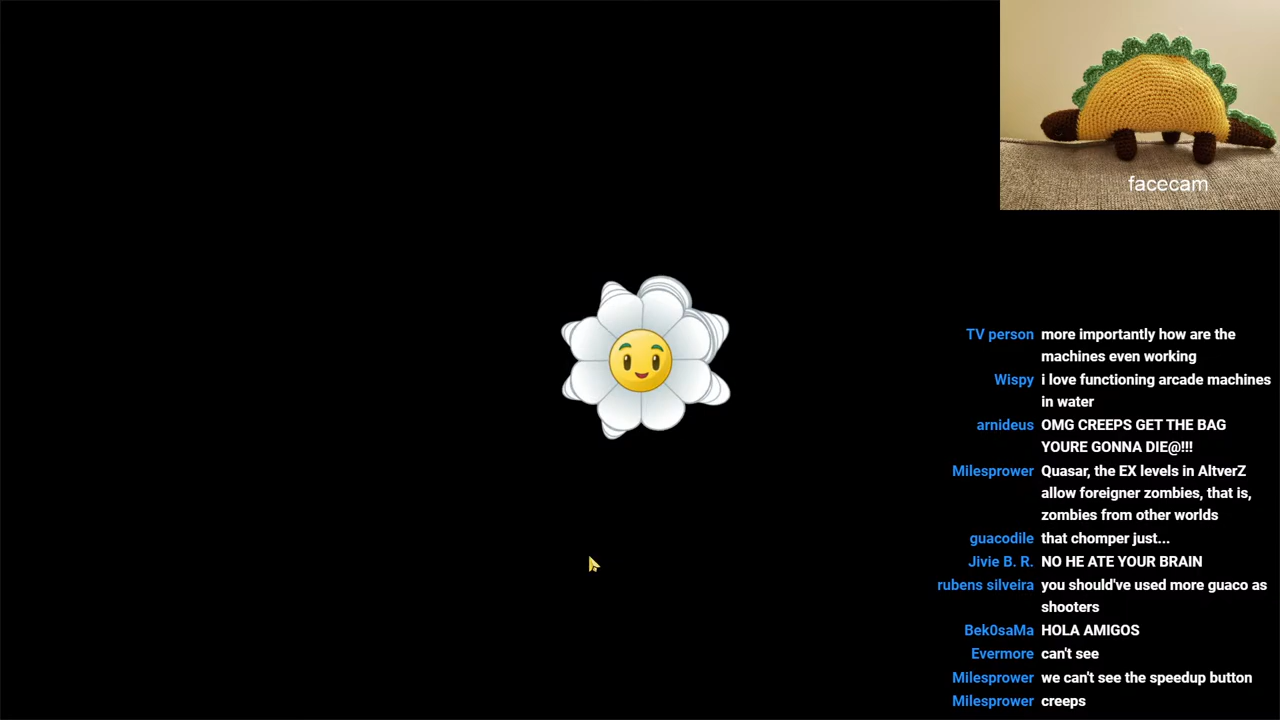 facecam
TV person more importantly how are the
machines even working
Wispy i love functioning arcade machines
in water
arnideus OMG CREEPS GET THE BAG
YOURE GONNA DIE@!!!
Milesprower Quasar, the EX levels in AltverZ
allow foreigner zombies, that is,
zombies from other worlds
guacodile that chomper just...
Jivie B. R. NO HE ATE YOUR BRAIN
rubens silveira you should've used more guaco as
shooters
Bek0saMa HOLA AMIGOS
Evermore can't see
Milesprower we can't see the speedup button
Milesprower creeps